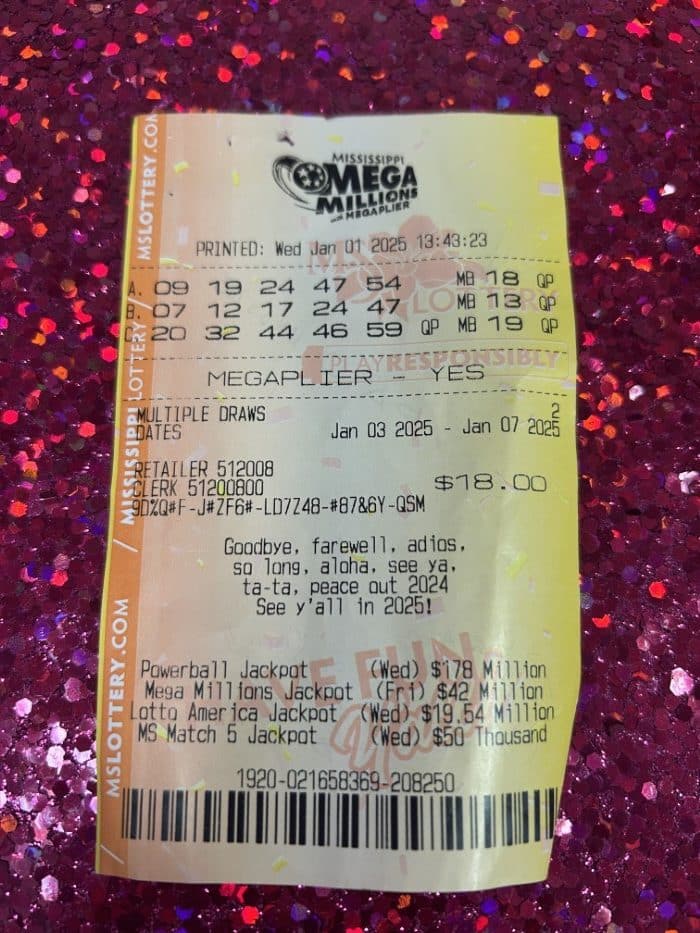 MISSISSIPPI
MEGA
MILLIONS
with MEGAPLIER
PRINTED: Wed Jan 01 2025 13:43:23
A. 09 19 24 47 54 MB 18 QP
B. 07 12 17 24 47 MB 13 QP
20 32 44 46 59 QP MB 19 QP
LOTTERY
PLAY RESPONSIBLY
MEGAPLIER - YES
MULTIPLE DRAWS 2
DATES Jan 03 2025 - Jan 07 2025
RETAILER 512008
CLERK 51200800 $18.00
%Q#F-J#ZF6#-LD7Z48-#87&6Y-QSM
Goodbye, farewell, adios,
so long, aloha, see ya,
ta-ta, peace out 2024
See y'all in 2025!
Powerball Jackpot (Wed) $178 Million
Mega Millions Jackpot (Fri) $42 Million
Lotto America Jackpot (Wed) $19.54 Million
MS Match 5 Jackpot (Wed) $50 Thousand
1920-021658369-208250
MSLOTTERY.COM / MISSISSIPPI LOTTERY / MSLOTTERY.COM /